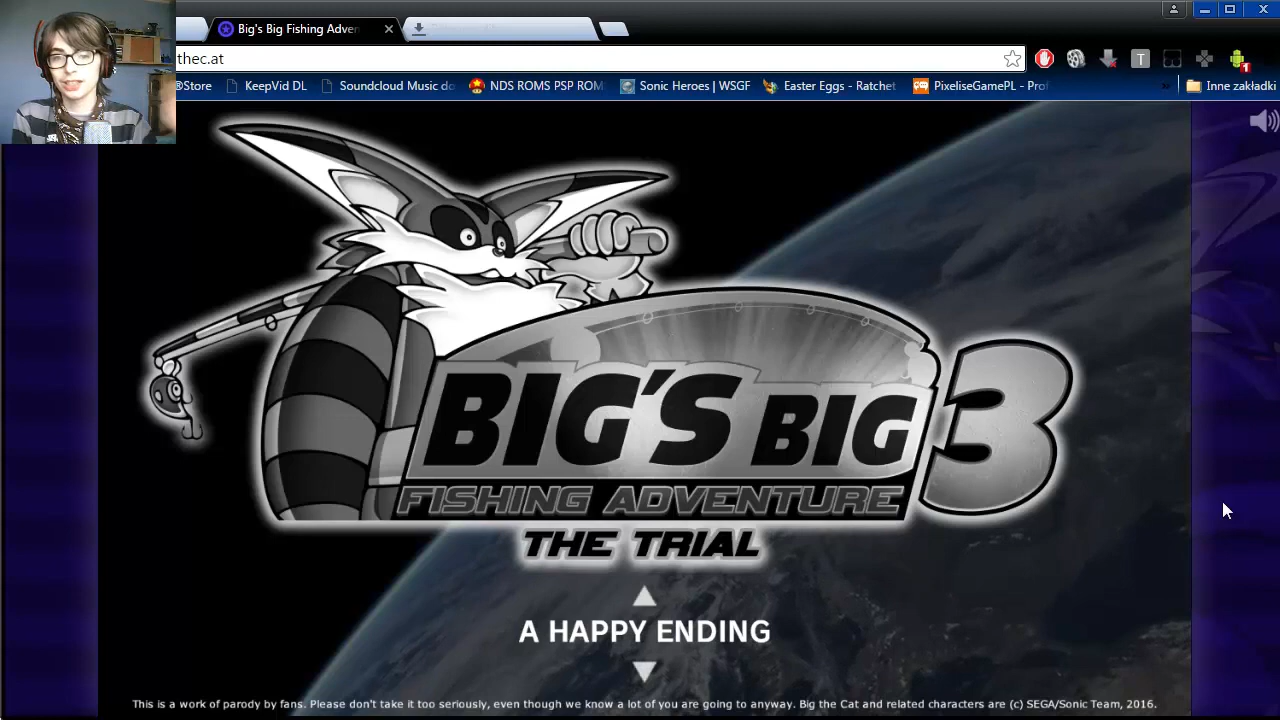 Big's Big Fishing Adven
thec.at
®Store
KeepVid DL
Soundcloud Music do
NDS ROMS PSP ROM
Sonic Heroes | WSGF
Easter Eggs - Ratchet
PixeliseGamePL - Prof
»
Inne zakładki
T
1
BIG'S BIG 3
FISHING ADVENTURE
THE TRIAL
A HAPPY ENDING
This is a work of parody by fans. Please don't take it too seriously, even though we know a lot of you are going to anyway. Big the Cat and related characters are (c) SEGA/Sonic Team, 2016.